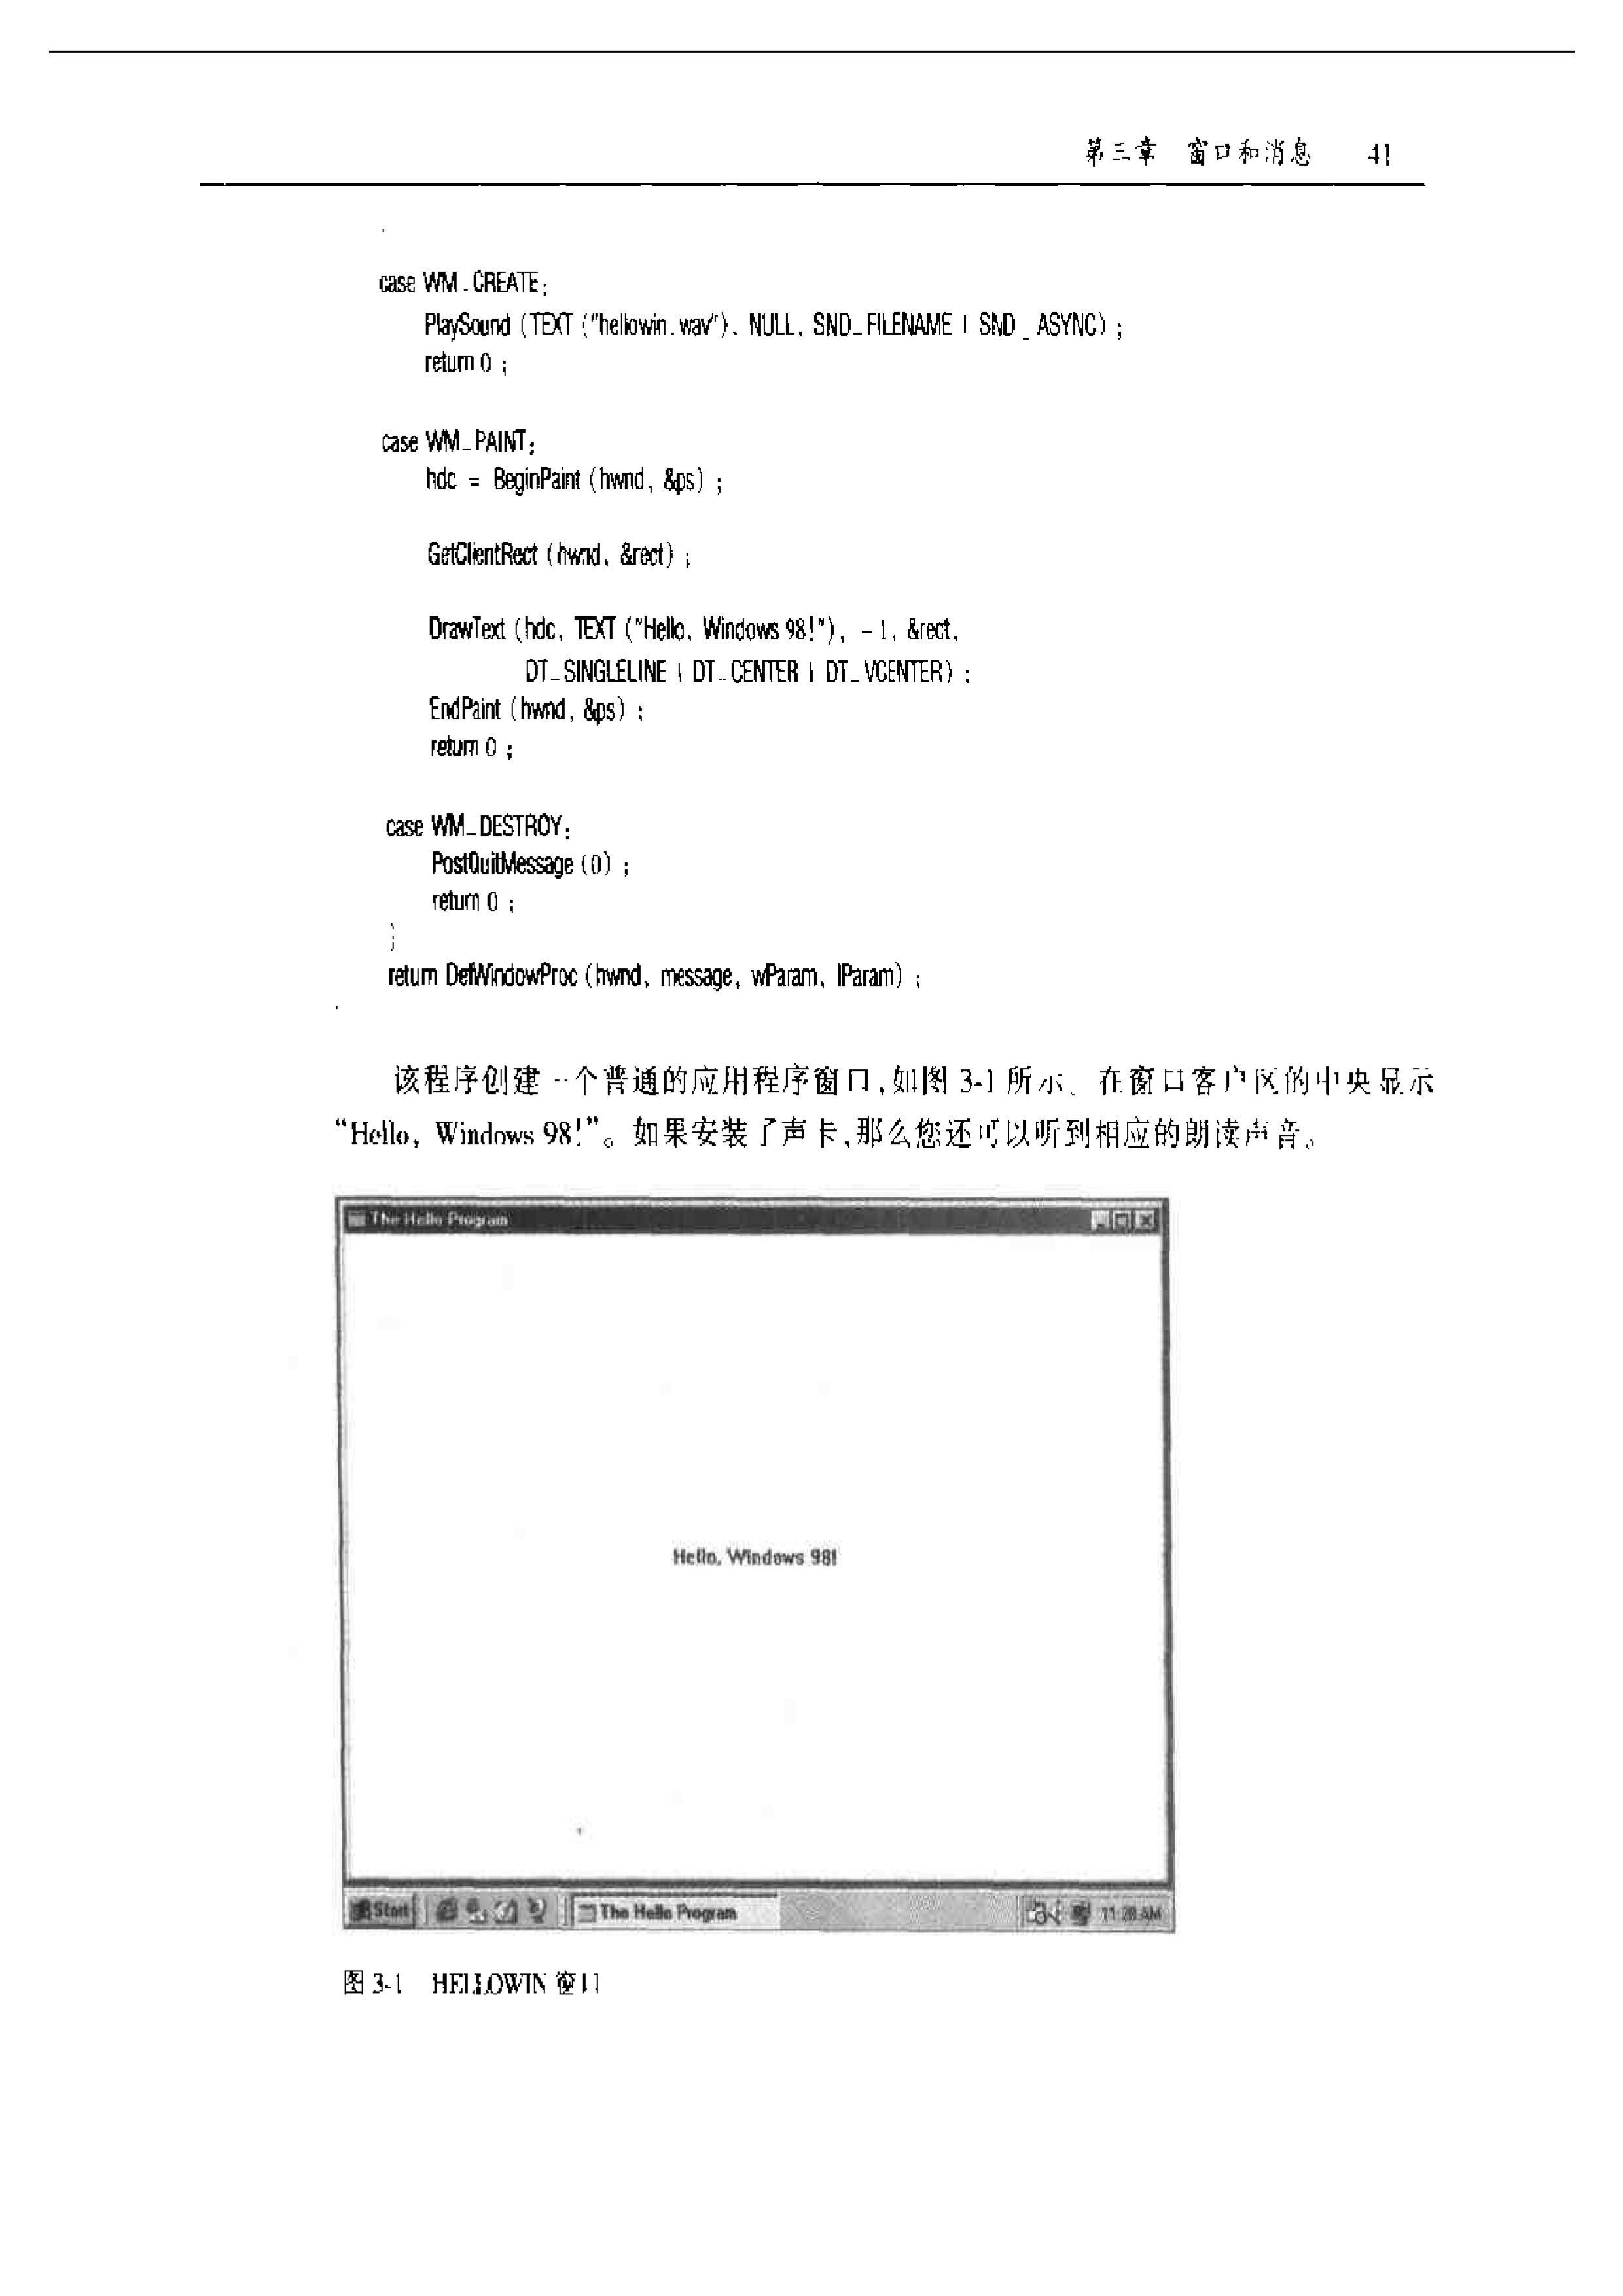 第三章 窗口和消息 41
case WM_CREATE:
PlaySound (TEXT ("hellowin.wav"), NULL, SND_FILENAME | SND_ASYNC) ;
return 0 ;
case WM_PAINT:
hdc = BeginPaint (hwnd, &ps) ;
GetClientRect (hwnd, &rect) ;
DrawText (hdc, TEXT ("Hello, Windows 98!"), -1, &rect,
DT_SINGLELINE | DT_CENTER | DT_VCENTER) ;
EndPaint (hwnd, &ps) ;
return 0 ;
case WM_DESTROY:
PostQuitMessage (0) ;
return 0 ;
}
return DefWindowProc (hwnd, message, wParam, lParam) ;
该程序创建一个普通的应用程序窗口,如图 3-1 所示。在窗口客户区的中央显示
“Hello, Windows 98!”。如果安装了声卡,那么您还可以听到相应的朗读声音。
The Hello Program
Hello, Windows 98!
Start The Hello Program 11:28 AM
图 3-1 HELLOWIN 窗口